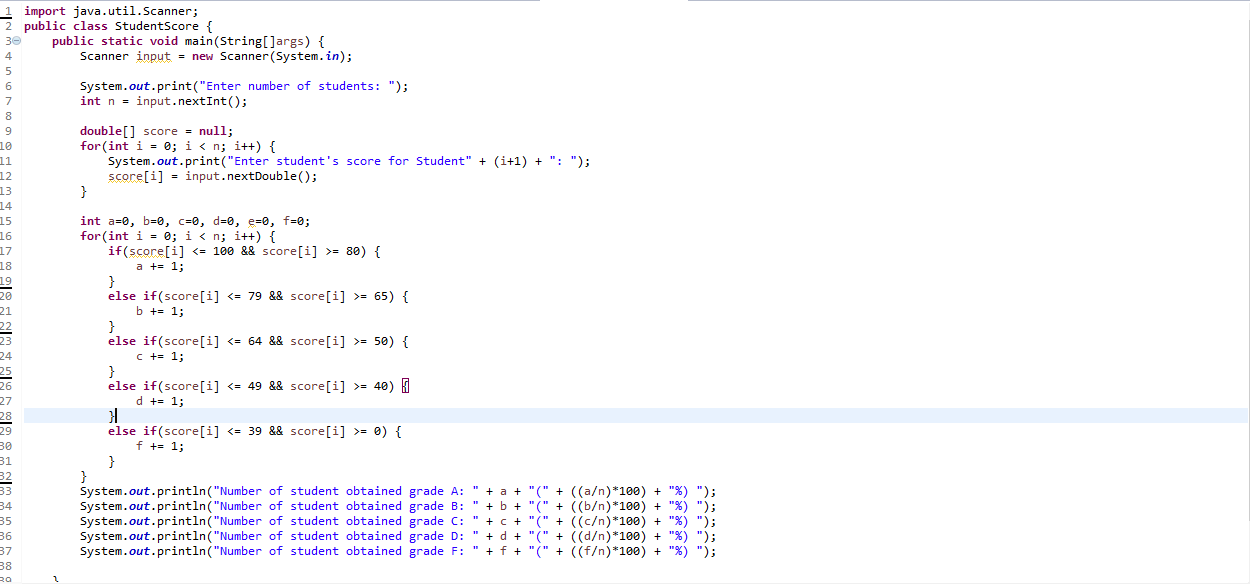 1 import java.util.Scanner;
2 public class StudentScore {
3 public static void main(String[]args) {
4 Scanner input = new Scanner(System.in);
5
6 System.out.print("Enter number of students: ");
7 int n = input.nextInt();
8
9 double[] score = null;
10 for(int i = 0; i < n; i++) {
11 System.out.print("Enter student's score for Student" + (i+1) + ": ");
12 score[i] = input.nextDouble();
13 }
14
15 int a=0, b=0, c=0, d=0, e=0, f=0;
16 for(int i = 0; i < n; i++) {
17 if(score[i] <= 100 && score[i] >= 80) {
18 a += 1;
19 }
20 else if(score[i] <= 79 && score[i] >= 65) {
21 b += 1;
22 }
23 else if(score[i] <= 64 && score[i] >= 50) {
24 c += 1;
25 }
26 else if(score[i] <= 49 && score[i] >= 40) {
27 d += 1;
28 }
29 else if(score[i] <= 39 && score[i] >= 0) {
30 f += 1;
31 }
32 }
33 System.out.println("Number of student obtained grade A: " + a + "(" + ((a/n)*100) + "%) ");
34 System.out.println("Number of student obtained grade B: " + b + "(" + ((b/n)*100) + "%) ");
35 System.out.println("Number of student obtained grade C: " + c + "(" + ((c/n)*100) + "%) ");
36 System.out.println("Number of student obtained grade D: " + d + "(" + ((d/n)*100) + "%) ");
37 System.out.println("Number of student obtained grade F: " + f + "(" + ((f/n)*100) + "%) ");
38
39 }